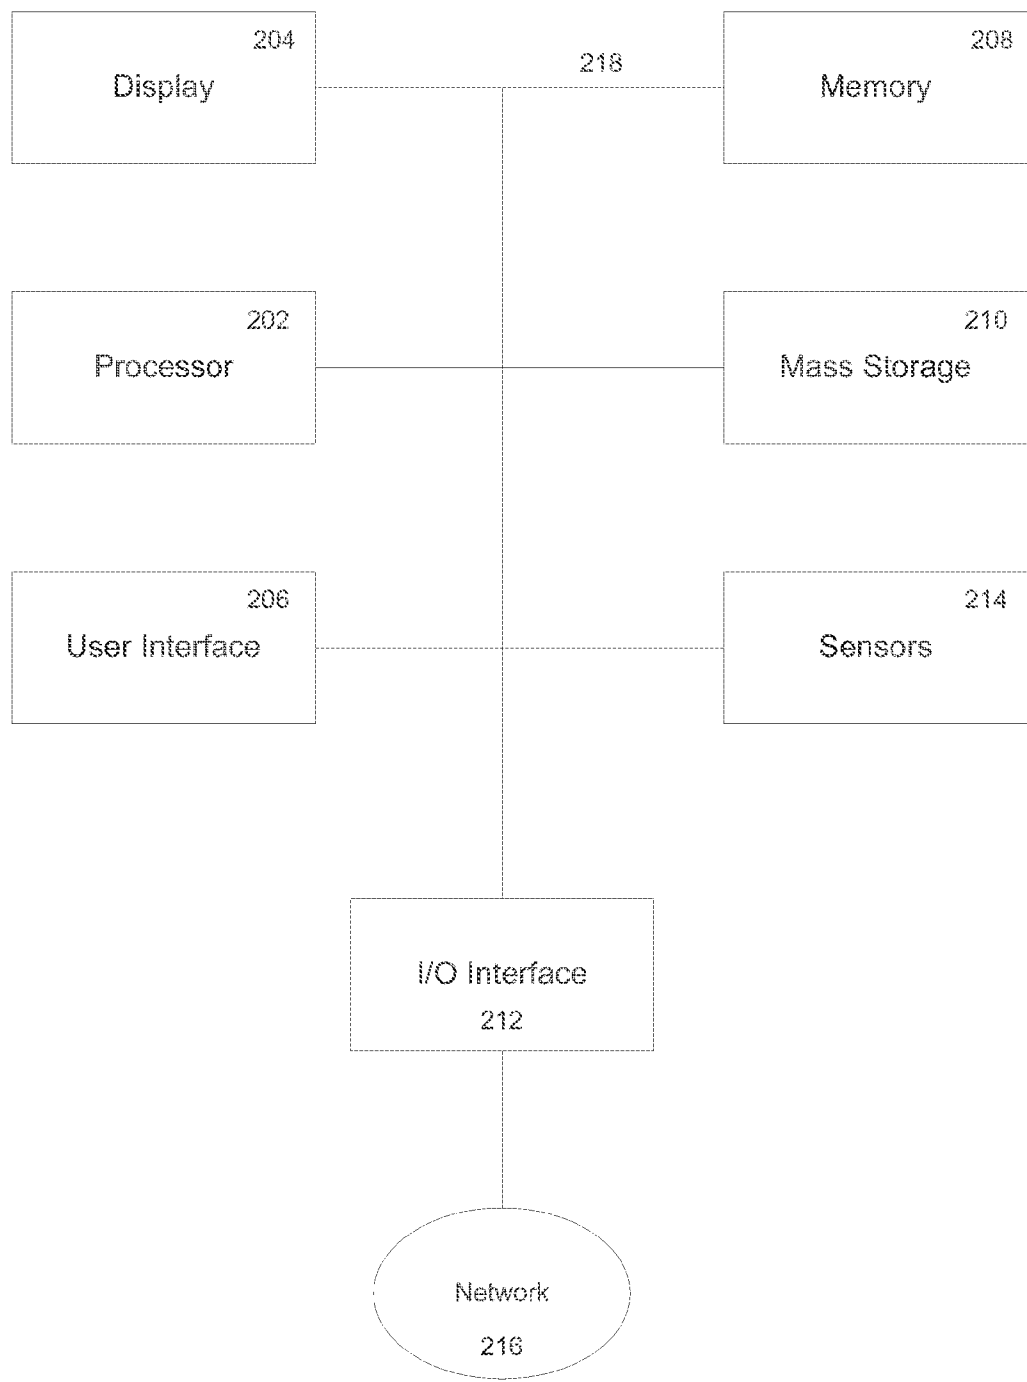 204
Display
218
208
Memory
202
Processor
210
Mass Storage
206
User Interface
214
Sensors
I/O Interface
212
Network
216